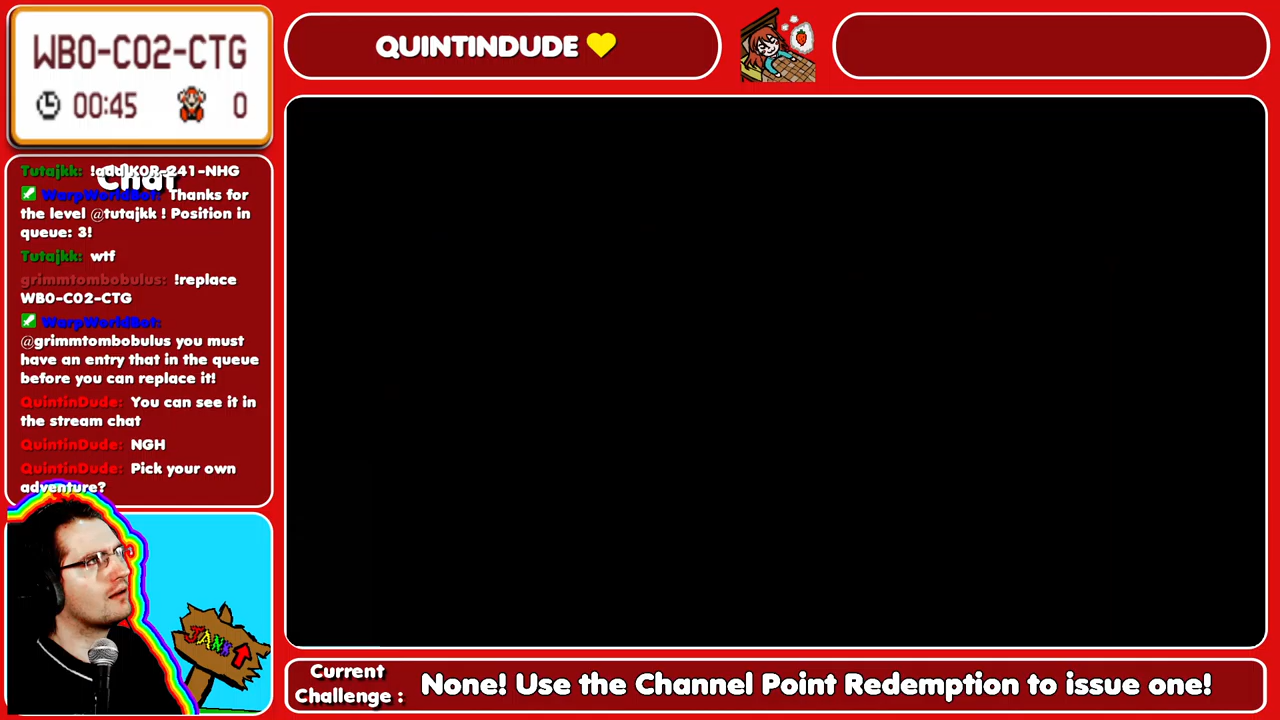 WB0-C02-CTG
00:45 0
QUINTINDUDE
Chat
Tutajkk: !add K0R-241-NHG
WarpWorldBot: Thanks for
the level @tutajkk ! Position in
queue: 3!
Tutajkk: wtf
grimmtombobulus: !replace
WB0-C02-CTG
WarpWorldBot:
@grimmtombobulus you must
have an entry that in the queue
before you can replace it!
QuintinDude: You can see it in
the stream chat
QuintinDude: NGH
QuintinDude: Pick your own
adventure?
JANK
Current
Challenge :
None! Use the Channel Point Redemption to issue one!